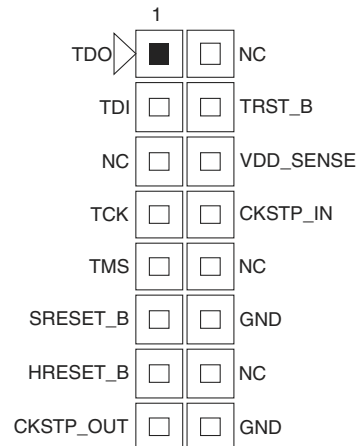 1
TDO NC
TDI TRST_B
NC VDD_SENSE
TCK CKSTP_IN
TMS NC
SRESET_B GND
HRESET_B NC
CKSTP_OUT GND